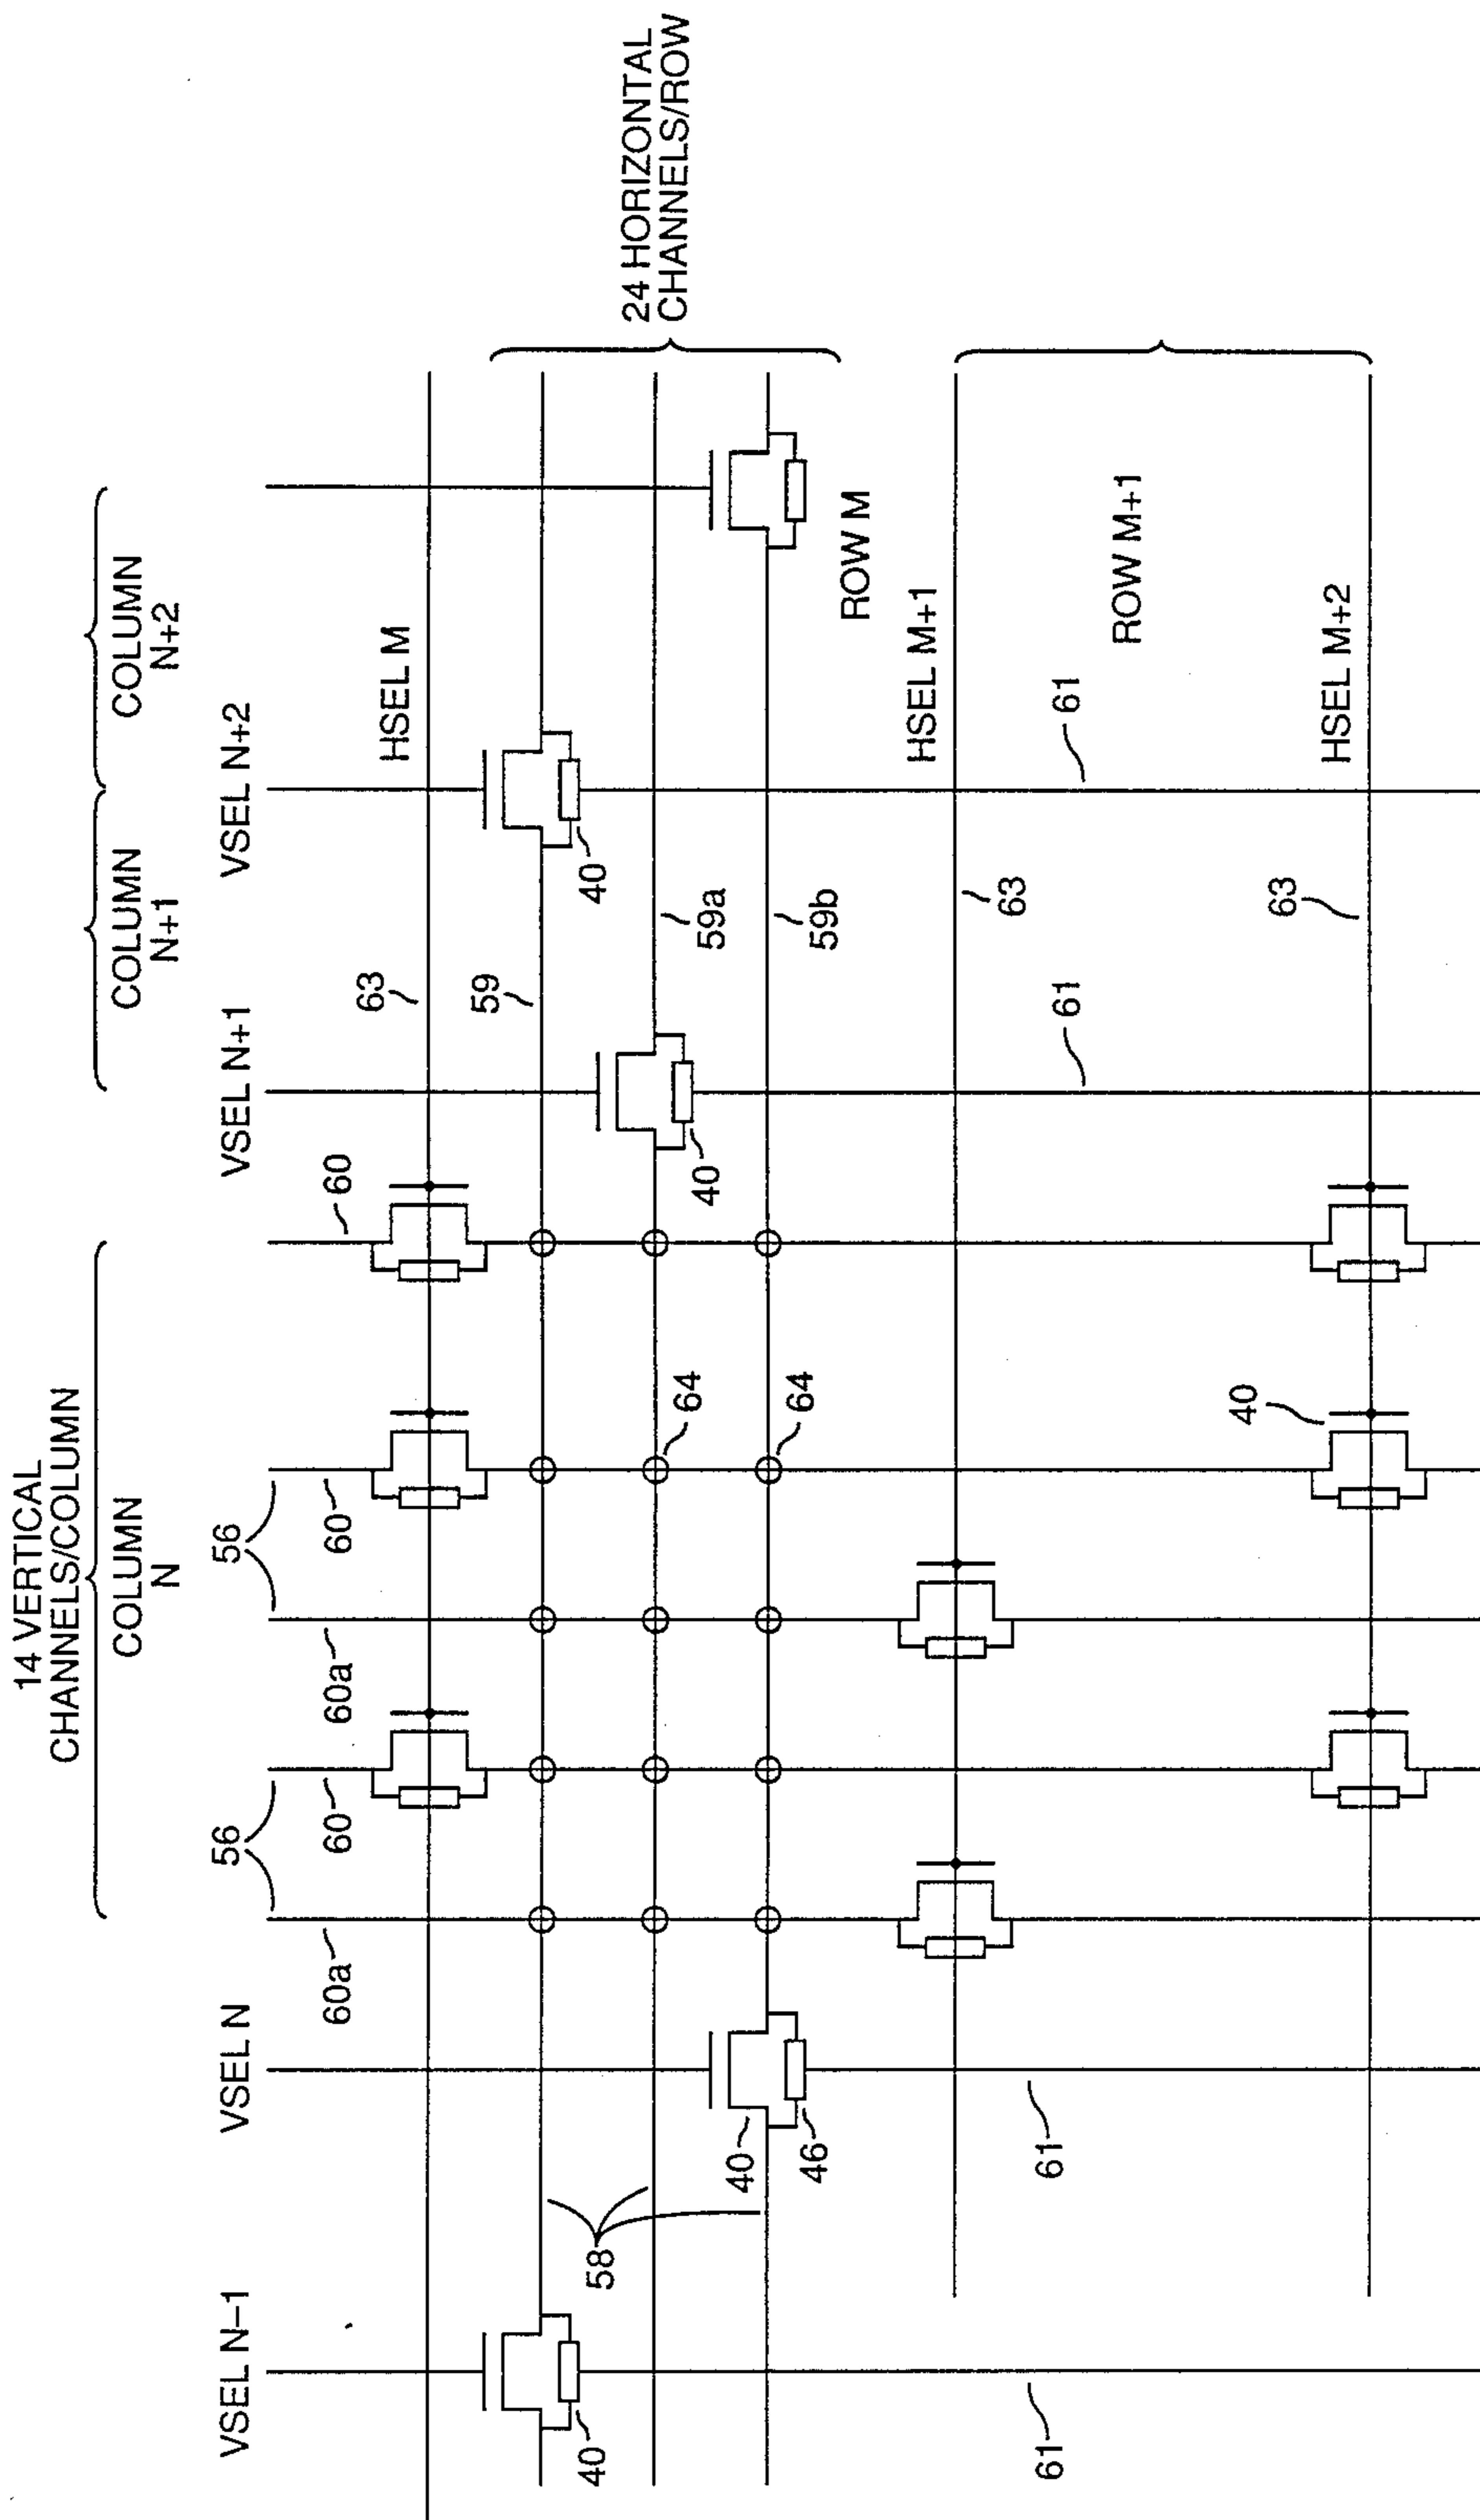 14 VERTICAL
CHANNELS/COLUMN
COLUMN
N
COLUMN
N+1
COLUMN
N+2
VSEL N–1
VSEL N
56
56
VSEL N+1
VSEL N+2
60a
60
60a
60
60
63
HSEL M
59
58
40
40
24 HORIZONTAL
CHANNELS/ROW
64
40
59a
40
46
64
59b
ROW M
HSEL M+1
63
61
61
61
61
ROW M+1
40
63
HSEL M+2